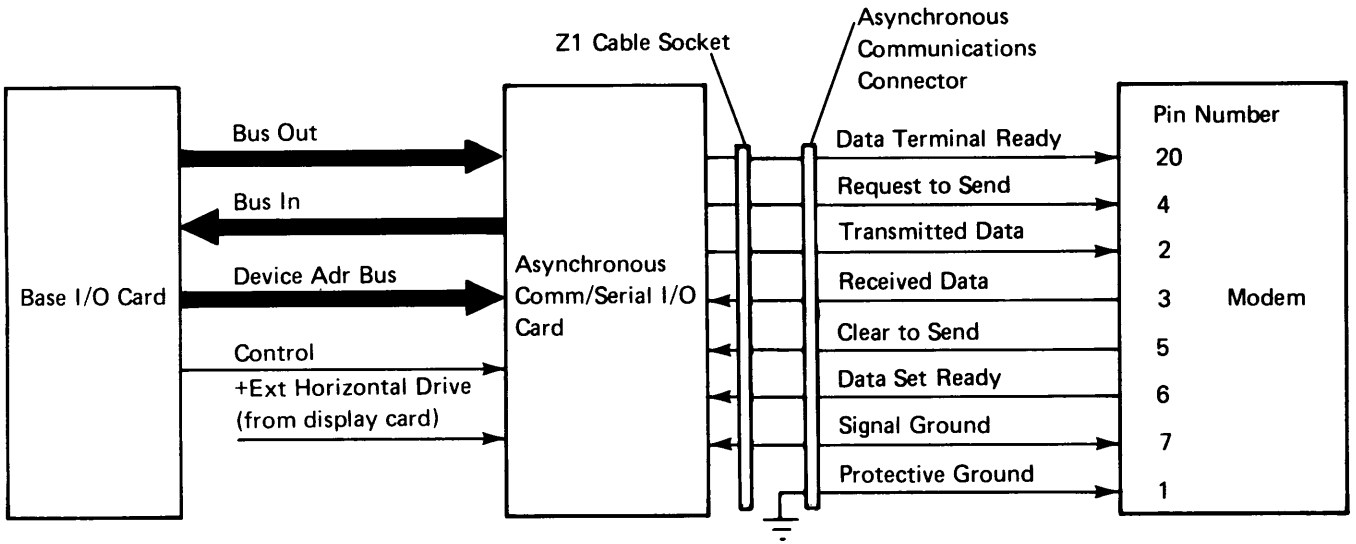 Z1 Cable Socket
Asynchronous
Communications
Connector
Base I/O Card
Bus Out
Bus In
Device Adr Bus
Control
+Ext Horizontal Drive
(from display card)
Asynchronous
Comm/Serial I/O
Card
Data Terminal Ready
Request to Send
Transmitted Data
Received Data
Clear to Send
Data Set Ready
Signal Ground
Protective Ground
Pin Number
20
4
2
3
5
6
7
1
Modem